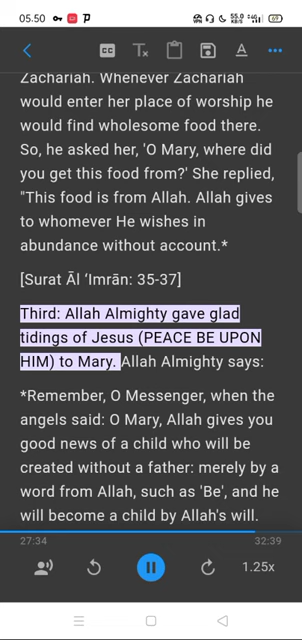 05.50
55.0 KB/S
69
CC
Zachariah. Whenever Zachariah
would enter her place of worship he
would find wholesome food there.
So, he asked her, 'O Mary, where did
you get this food from?' She replied,
"This food is from Allah. Allah gives
to whomever He wishes in
abundance without account.*
[Surat Āl ‘Imrān: 35-37]
Third: Allah Almighty gave glad
tidings of Jesus (PEACE BE UPON
HIM) to Mary. Allah Almighty says:
*Remember, O Messenger, when the
angels said: O Mary, Allah gives you
good news of a child who will be
created without a father: merely by a
word from Allah, such as 'Be', and he
will become a child by Allah's will.
27:34
32:39
1.25x